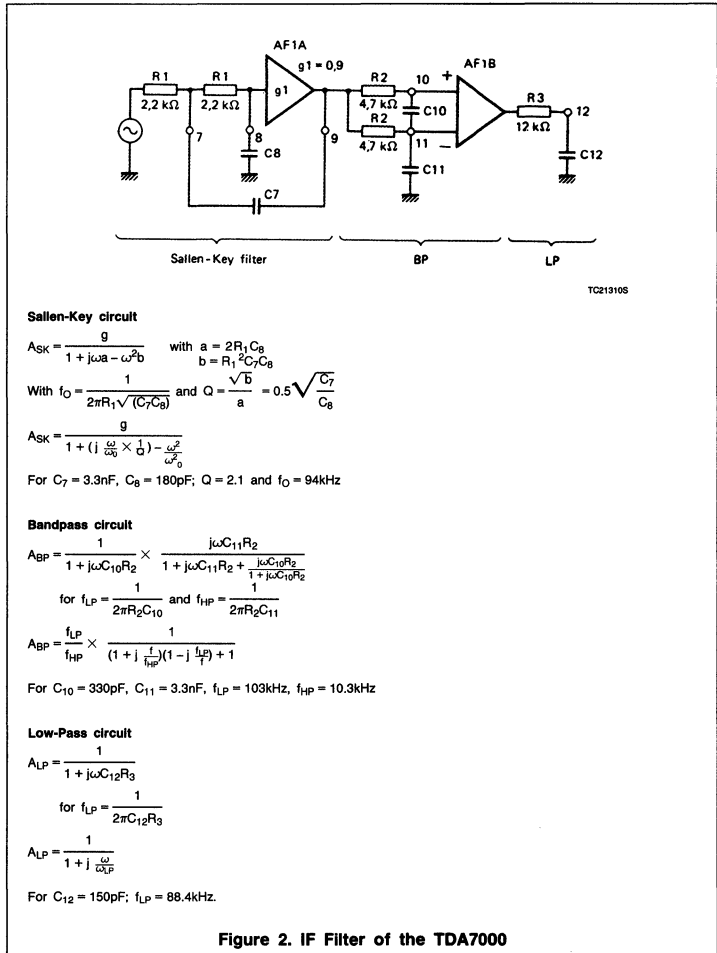 AF1A
g1 = 0,9
AF1B
R1
R1
R2
10
+
R3
12
2,2 kΩ
2,2 kΩ
g1
4,7 kΩ
C10
12 kΩ
R2
7
8
9
4,7 kΩ
11
–
C8
C11
C12
C7
Sallen-Key filter
BP
LP
TC21310S
Sallen-Key circuit
A_SK = g / (1 + jωa – ω²b) with a = 2R₁C₈
b = R₁²C₇C₈
With f_O = 1 / (2πR₁√(C₇C₈)) and Q = √b / a = 0.5 √(C₇ / C₈)
A_SK = g / (1 + (j ω/ω₀ × 1/Q) – ω²/ω²₀)
For C₇ = 3.3nF, C₈ = 180pF; Q = 2.1 and f_O = 94kHz
Bandpass circuit
A_BP = 1 / (1 + jωC₁₀R₂) × jωC₁₁R₂ / (1 + jωC₁₁R₂ + jωC₁₀R₂ / (1 + jωC₁₀R₂))
for f_LP = 1 / (2πR₂C₁₀) and f_HP = 1 / (2πR₂C₁₁)
A_BP = f_LP / f_HP × 1 / ((1 + j f/f_HP)(1 – j f_LP/f) + 1)
For C₁₀ = 330pF, C₁₁ = 3.3nF, f_LP = 103kHz, f_HP = 10.3kHz
Low-Pass circuit
A_LP = 1 / (1 + jωC₁₂R₃)
for f_LP = 1 / (2πC₁₂R₃)
A_LP = 1 / (1 + j ω/ω_LP)
For C₁₂ = 150pF; f_LP = 88.4kHz.
Figure 2. IF Filter of the TDA7000